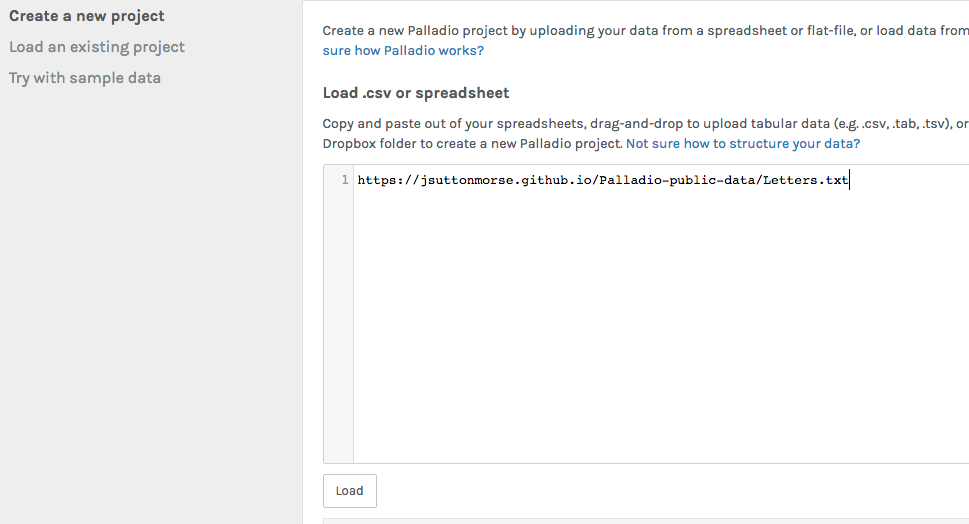 Create a new project
Load an existing project
Try with sample data
Create a new Palladio project by uploading your data from a spreadsheet or flat-file, or load data from
sure how Palladio works?
Load .csv or spreadsheet
Copy and paste out of your spreadsheets, drag-and-drop to upload tabular data (e.g. .csv, .tab, .tsv), or
Dropbox folder to create a new Palladio project. Not sure how to structure your data?
1 https://jsuttonmorse.github.io/Palladio-public-data/Letters.txt
Load